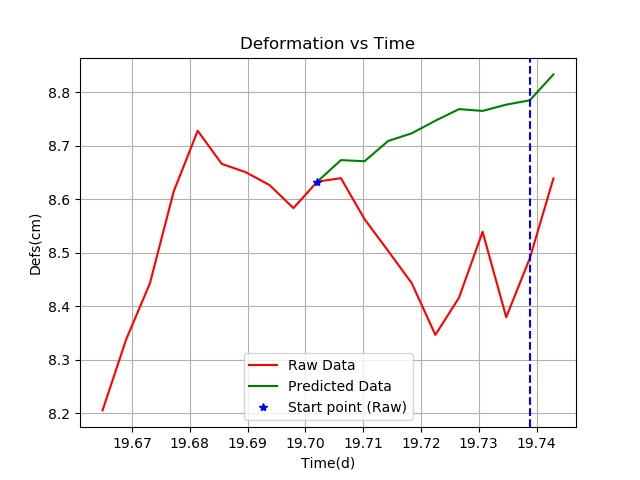 Deformation vs Time
Defs(cm)
8.8
8.7
8.6
8.5
8.4
8.3
8.2
Raw Data
Predicted Data
Start point (Raw)
19.67 19.68 19.69 19.70 19.71 19.72 19.73 19.74
Time(d)